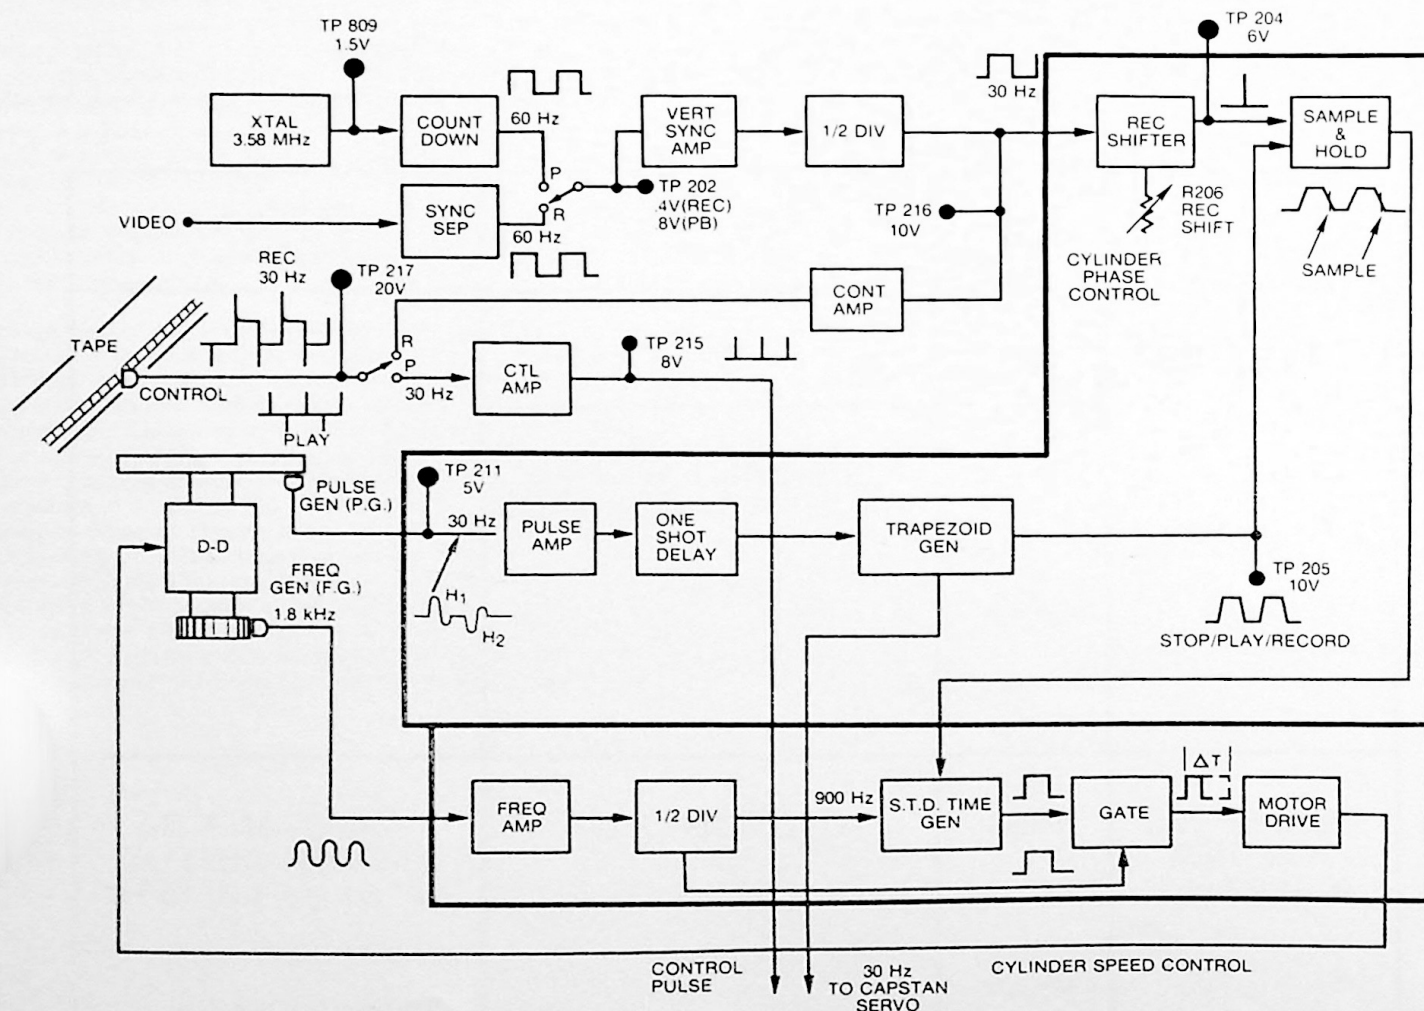 TP 809
1.5V
TP 204
6V
XTAL
3.58 MHz
COUNT
DOWN
60 Hz
VERT
SYNC
AMP
1/2 DIV
30 Hz
REC
SHIFTER
SAMPLE
&
HOLD
P
R
TP 202
.4V(REC)
.8V(PB)
VIDEO
SYNC
SEP
60 Hz
TP 216
10V
R206
REC
SHIFT
CYLINDER
PHASE
CONTROL
SAMPLE
REC
30 Hz
TP 217
20V
CONT
AMP
TAPE
CONTROL
PLAY
R
P
30 Hz
CTL
AMP
TP 215
8V
PULSE
GEN (P.G.)
TP 211
5V
30 Hz
PULSE
AMP
ONE
SHOT
DELAY
TRAPEZOID
GEN
D-D
FREQ
GEN (F.G.)
1.8 kHz
H1
H2
TP 205
10V
STOP/PLAY/RECORD
FREQ
AMP
1/2 DIV
900 Hz
S.T.D. TIME
GEN
GATE
ΔT
MOTOR
DRIVE
CONTROL
PULSE
30 Hz
TO CAPSTAN
SERVO
CYLINDER SPEED CONTROL